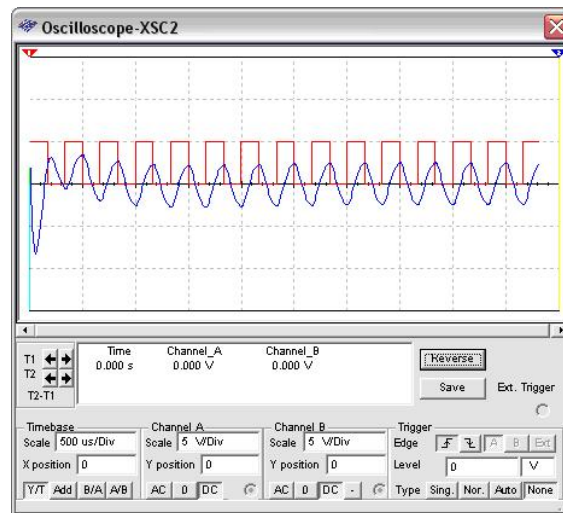 Oscilloscope-XSC2
1 2
T1
T2
T2-T1
Time Channel_A Channel_B
0.000 s 0.000 V 0.000 V
Reverse
Save
Ext. Trigger
Timebase
Scale 500 us/Div
X position 0
Y/T Add B/A A/B
Channel A
Scale 5 V/Div
Y position 0
AC 0 DC
Channel B
Scale 5 V/Div
Y position 0
AC 0 DC -
Trigger
Edge A B Ext
Level 0 V
Type Sing. Nor. Auto None